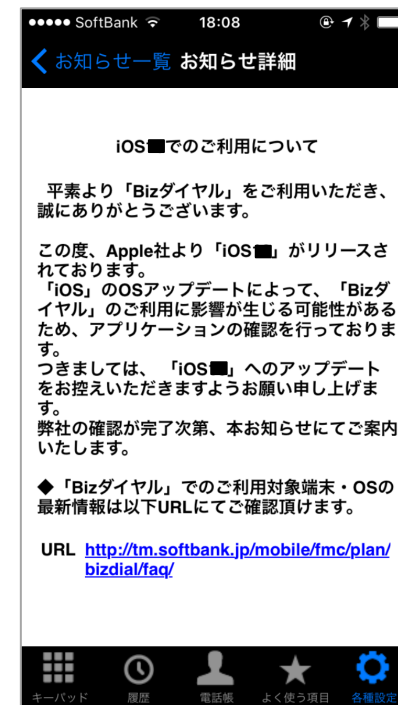 SoftBank 18:08
お知らせ一覧 お知らせ詳細
iOS でのご利用について
平素より「Bizダイヤル」をご利用いただき、
誠にありがとうございます。
この度、Apple社より「iOS 」がリリースさ
れております。
「iOS」のOSアップデートによって、「Bizダ
イヤル」のご利用に影響が生じる可能性がある
ため、アプリケーションの確認を行っておりま
す。
つきましては、「iOS 」へのアップデート
をお控えいただきますようお願い申し上げま
す。
弊社の確認が完了次第、本お知らせにてご案内
いたします。
◆「Bizダイヤル」でのご利用対象端末・OSの
最新情報は以下URLにてご確認頂けます。
URL http://tm.softbank.jp/mobile/fmc/plan/
bizdial/faq/
キーパッド 履歴 電話帳 よく使う項目 各種設定